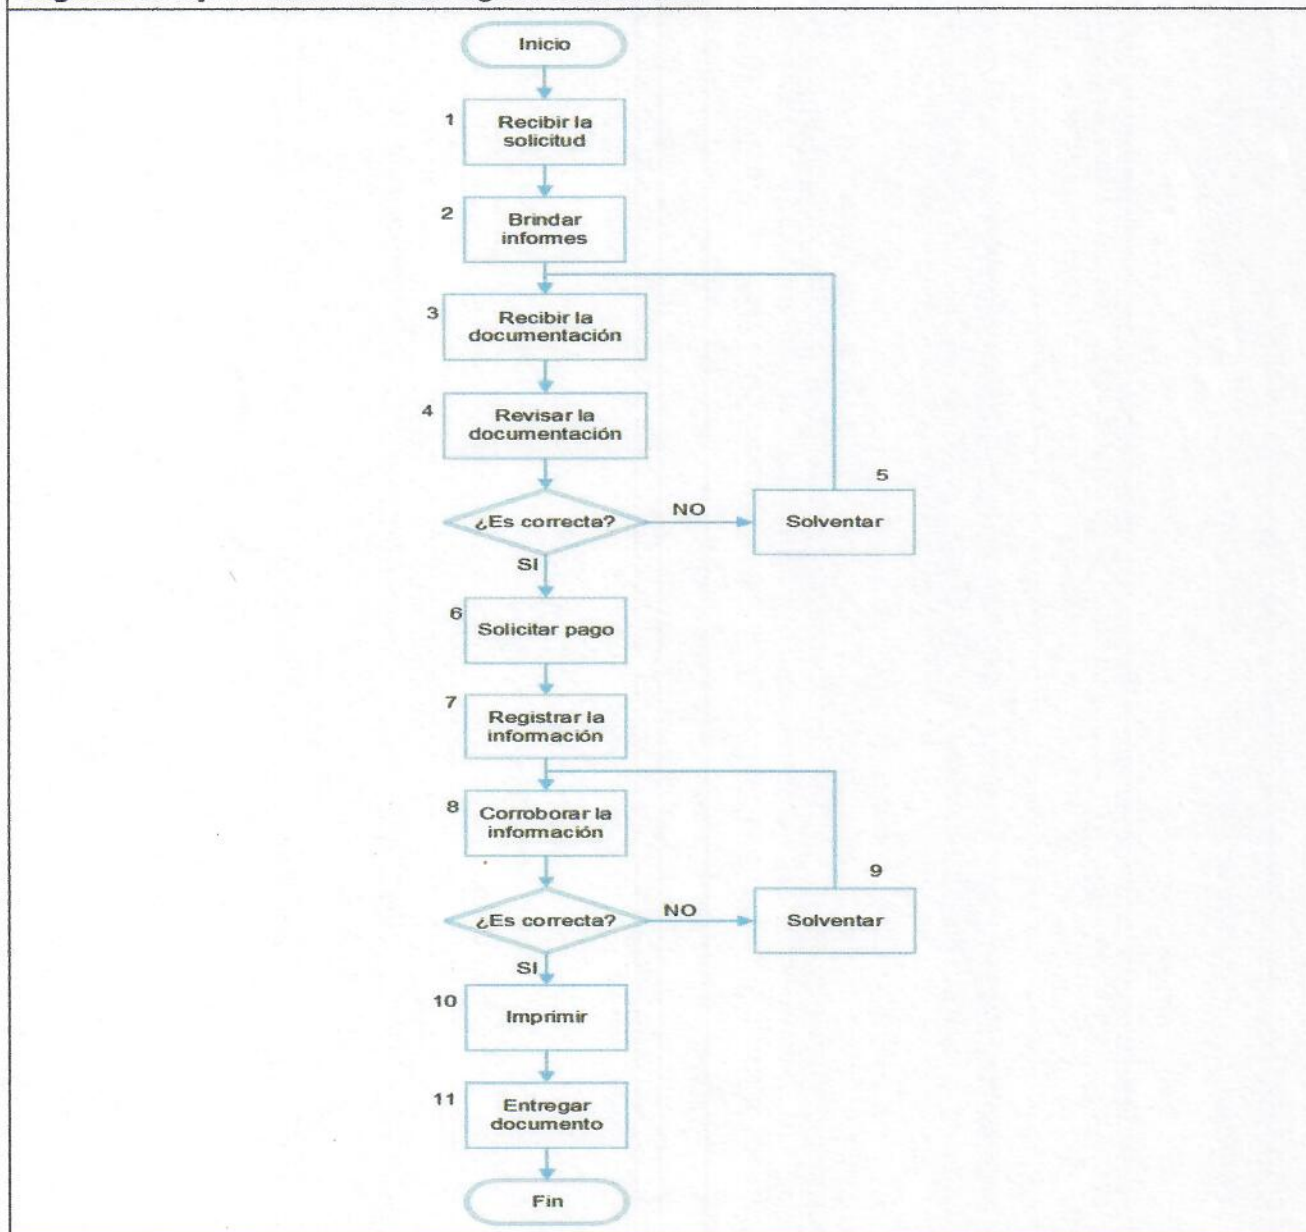 Inicio
1
Recibir la
solicitud
2
Brindar
informes
3
Recibir la
documentación
4
Revisar la
documentación
5
¿Es correcta?
NO
Solventar
SI
6
Solicitar pago
7
Registrar la
información
8
Corroborar la
información
9
¿Es correcta?
NO
Solventar
SI
10
Imprimir
11
Entregar
documento
Fin